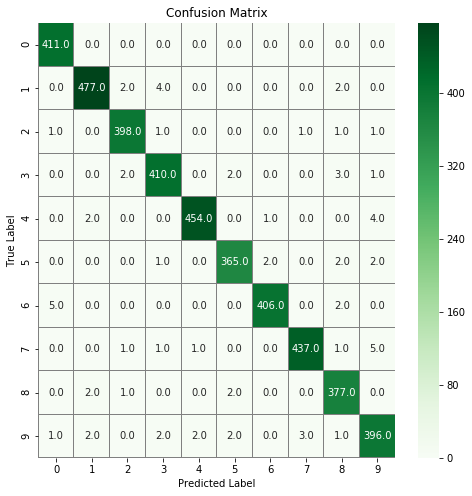 Confusion Matrix
0 411.0 0.0 0.0 0.0 0.0 0.0 0.0 0.0 0.0 0.0
1 0.0 477.0 2.0 4.0 0.0 0.0 0.0 0.0 2.0 0.0
2 1.0 0.0 398.0 1.0 0.0 0.0 0.0 1.0 1.0 1.0
3 0.0 0.0 2.0 410.0 0.0 2.0 0.0 0.0 3.0 1.0
4 0.0 2.0 0.0 0.0 454.0 0.0 1.0 0.0 0.0 4.0
5 0.0 0.0 0.0 1.0 0.0 365.0 2.0 0.0 2.0 2.0
6 5.0 0.0 0.0 0.0 0.0 0.0 406.0 0.0 2.0 0.0
7 0.0 0.0 1.0 1.0 1.0 0.0 0.0 437.0 1.0 5.0
8 0.0 2.0 1.0 0.0 0.0 2.0 0.0 0.0 377.0 0.0
9 1.0 2.0 0.0 2.0 2.0 2.0 0.0 3.0 1.0 396.0
0 1 2 3 4 5 6 7 8 9
Predicted Label
True Label
400
320
240
160
80
0